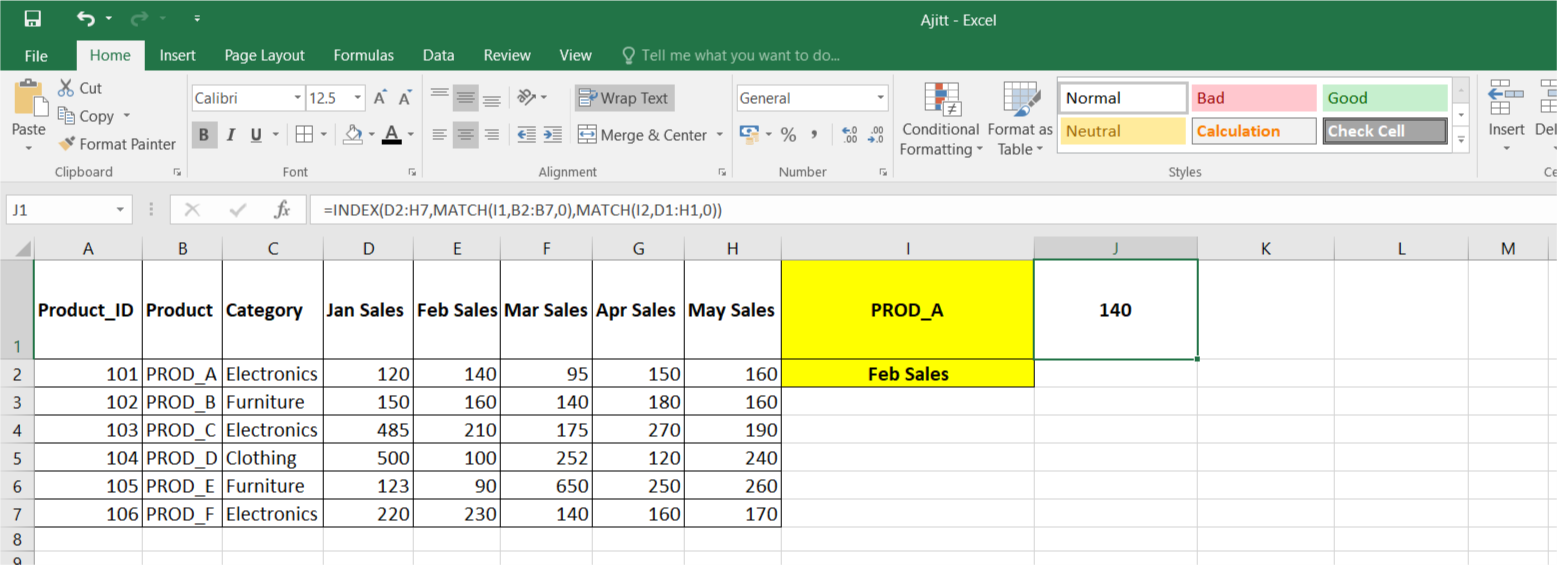 Ajitt - Excel
File Home Insert Page Layout Formulas Data Review View Tell me what you want to do...
Cut
Copy
Format Painter
Paste
Clipboard
Calibri 12.5 A A
B I U A
Font
Wrap Text
Merge & Center
Alignment
General
% , .0 .00 .00 .0
Number
Conditional Formatting
Format as Table
Normal Bad Good
Neutral Calculation Check Cell
Styles
Insert
J1 fx =INDEX(D2:H7,MATCH(I1,B2:B7,0),MATCH(I2,D1:H1,0))
A B C D E F G H I J K L M
1 Product_ID Product Category Jan Sales Feb Sales Mar Sales Apr Sales May Sales PROD_A 140
2 101 PROD_A Electronics 120 140 95 150 160 Feb Sales
3 102 PROD_B Furniture 150 160 140 180 160
4 103 PROD_C Electronics 485 210 175 270 190
5 104 PROD_D Clothing 500 100 252 120 240
6 105 PROD_E Furniture 123 90 650 250 260
7 106 PROD_F Electronics 220 230 140 160 170
8
9